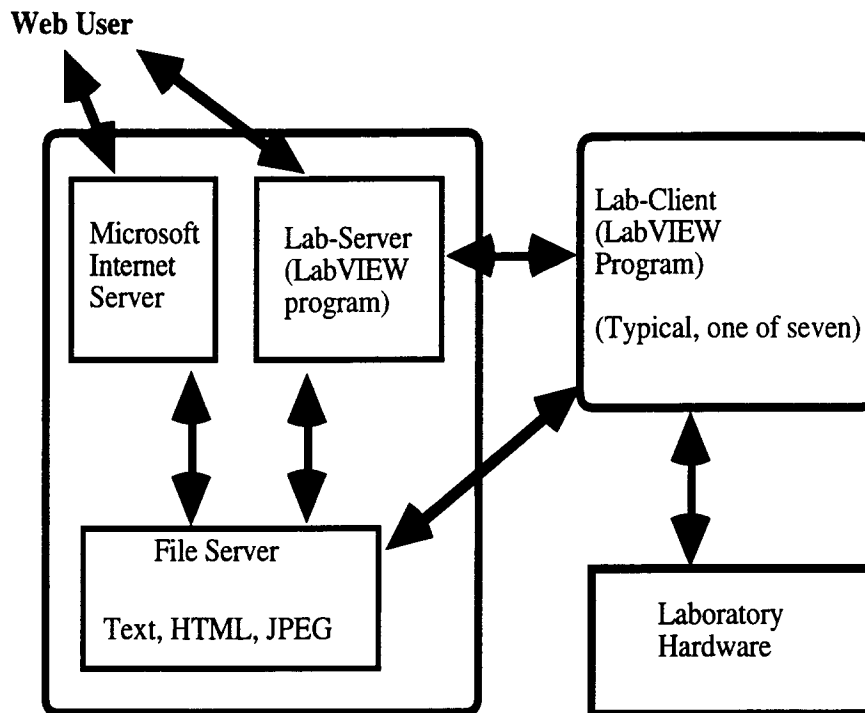 Web User
Microsoft
Internet
Server
Lab-Server
(LabVIEW
program)
Lab-Client
(LabVIEW
Program)
(Typical, one of seven)
File Server
Text, HTML, JPEG
Laboratory
Hardware